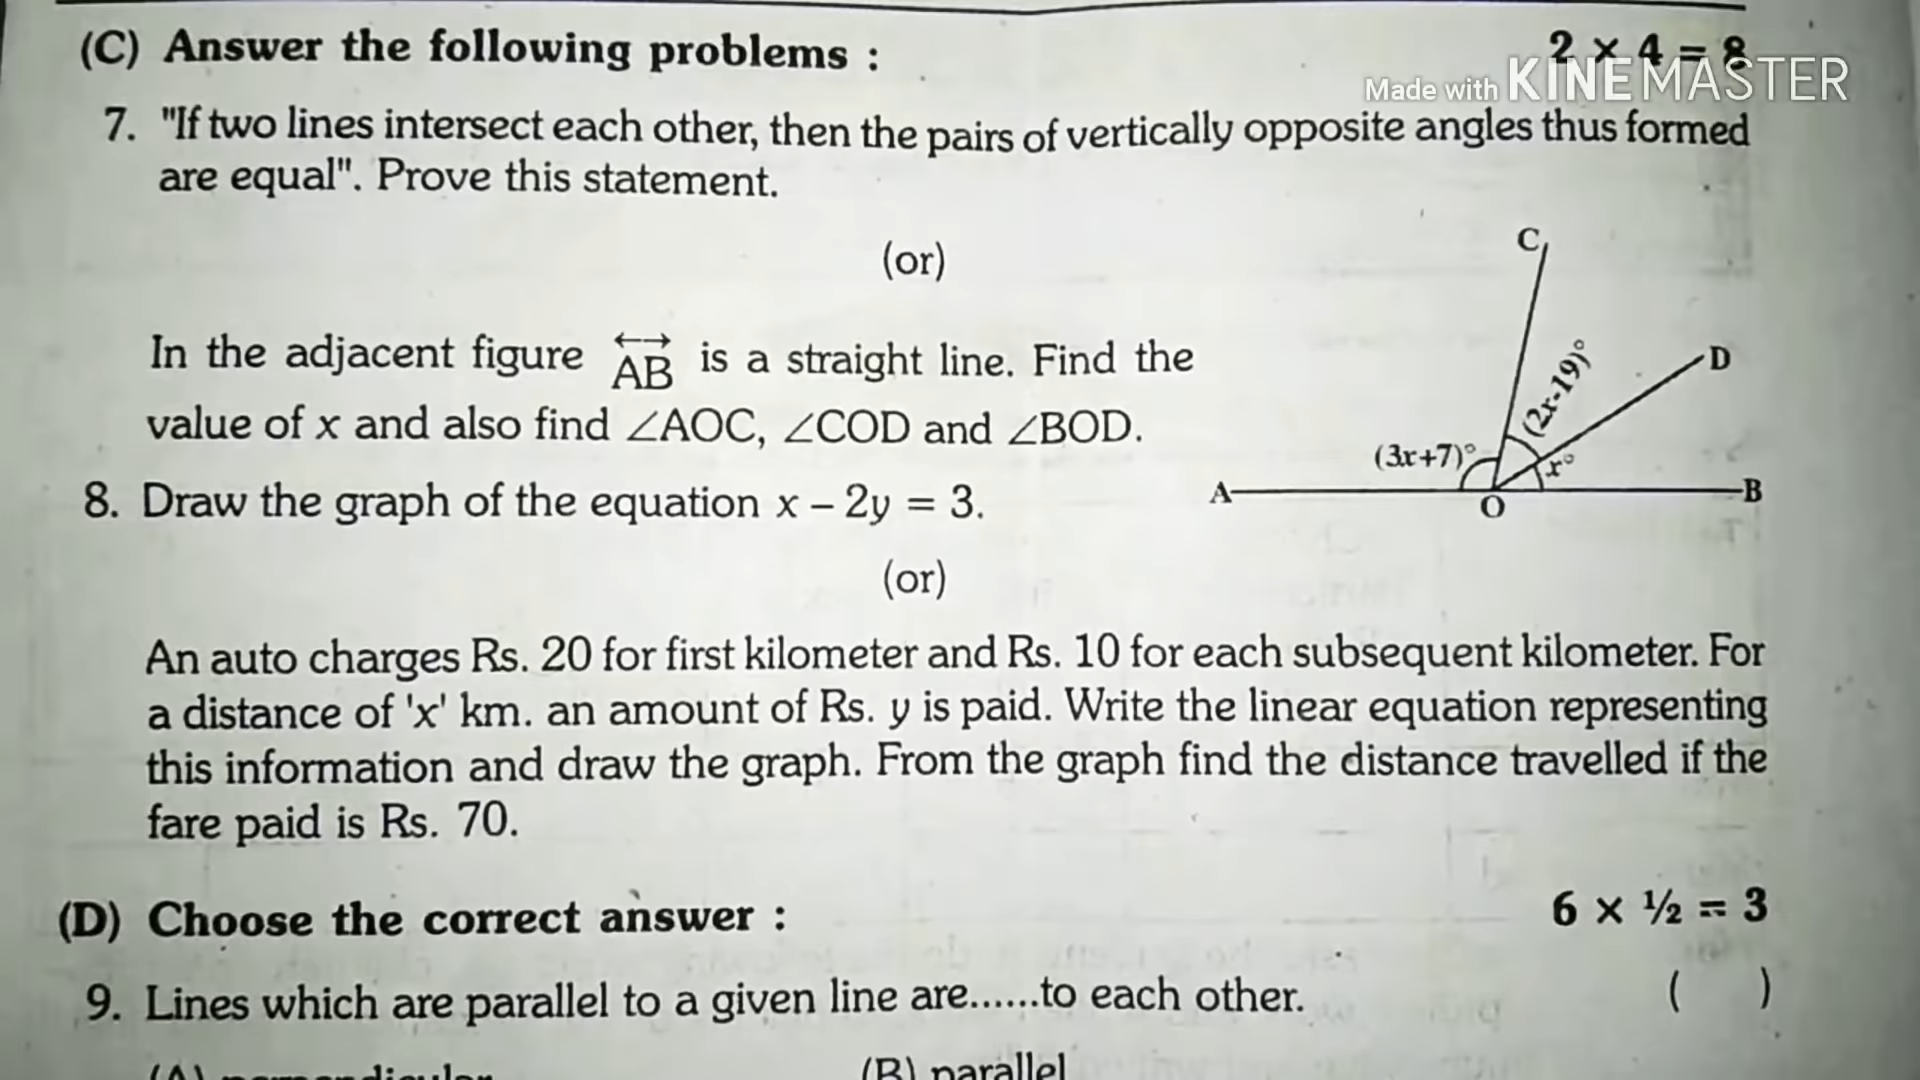 (C) Answer the following problems :
2 × 4 = 8
Made with KINEMASTER
7. "If two lines intersect each other, then the pairs of vertically opposite angles thus formed
are equal". Prove this statement.
(or)
In the adjacent figure AB is a straight line. Find the
value of x and also find ∠AOC, ∠COD and ∠BOD.
C
D
(2x-19)°
(3x+7)°
x°
A
O
B
8. Draw the graph of the equation x – 2y = 3.
(or)
An auto charges Rs. 20 for first kilometer and Rs. 10 for each subsequent kilometer. For
a distance of 'x' km. an amount of Rs. y is paid. Write the linear equation representing
this information and draw the graph. From the graph find the distance travelled if the
fare paid is Rs. 70.
(D) Choose the correct answer :
6 × ½ = 3
9. Lines which are parallel to a given line are......to each other.
( )
(A) perpendicular
(B) parallel